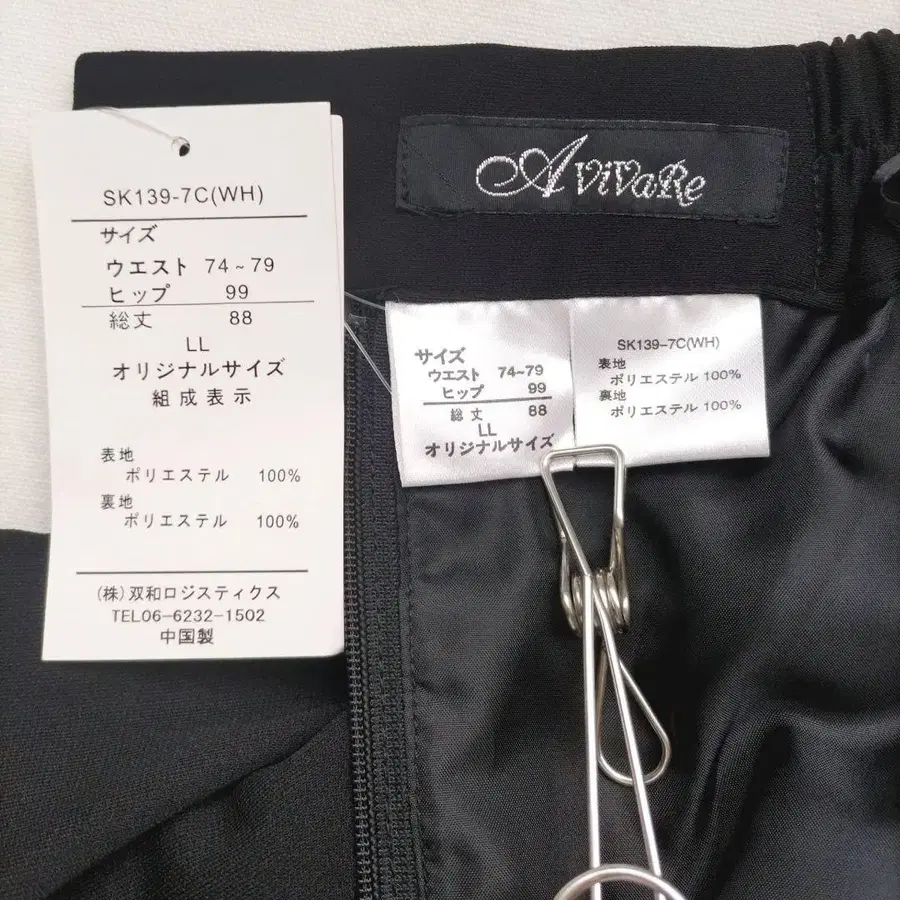 SK139-7C(WH)
サイズ
ウエスト 74~79
ヒップ 99
総丈 88
LL
オリジナルサイズ
組成表示
表地
ポリエステル 100%
裏地
ポリエステル 100%
(株)双和ロジスティクス
TEL06-6232-1502
中国製
AViVaRe
サイズ
ウエスト 74~79
ヒップ 99
総丈 88
LL
オリジナルサイズ
SK139-7C(WH)
表地
ポリエステル 100%
裏地
ポリエステル 100%